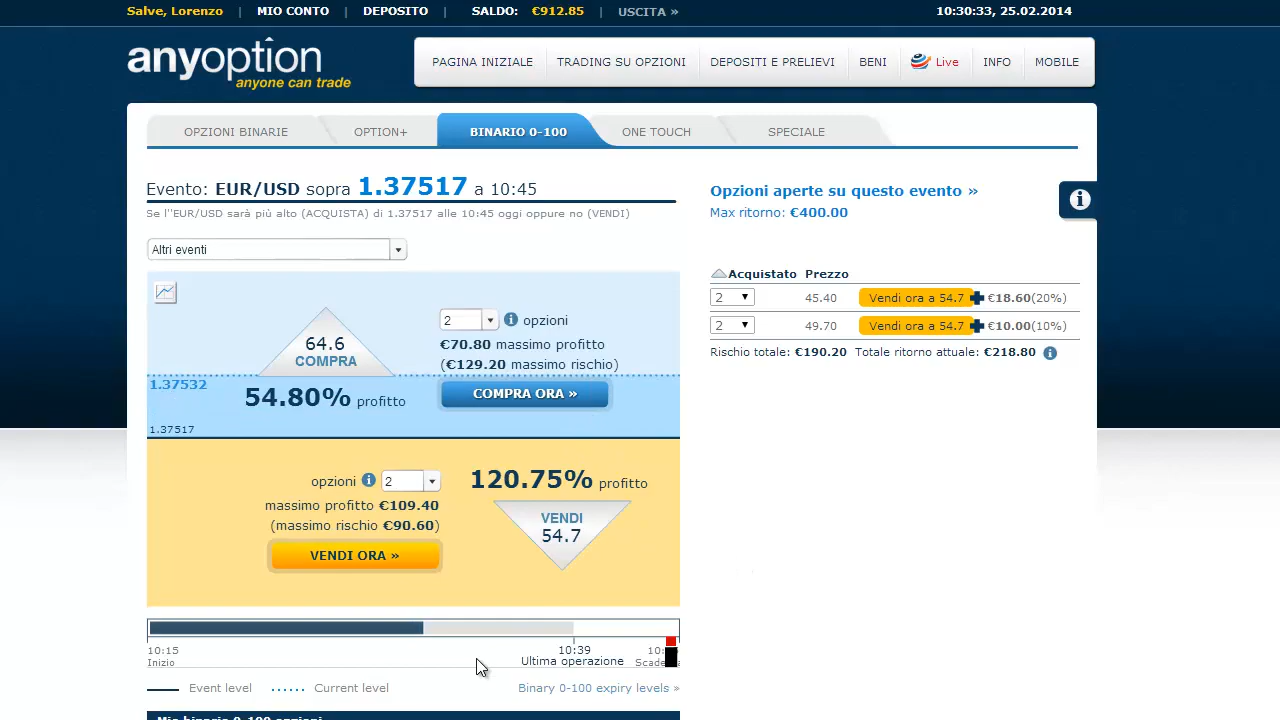 Salve, Lorenzo | MIO CONTO | DEPOSITO | SALDO: €912.85 | USCITA » 10:30:33, 25.02.2014
anyoption
anyone can trade
PAGINA INIZIALE TRADING SU OPZIONI DEPOSITI E PRELIEVI BENI Live INFO MOBILE
OPZIONI BINARIE OPTION+ BINARIO 0-100 ONE TOUCH SPECIALE
Evento: EUR/USD sopra 1.37517 a 10:45
Se l''EUR/USD sarà più alto (ACQUISTA) di 1.37517 alle 10:45 oggi oppure no (VENDI)
Altri eventi
64.6
COMPRA
2 opzioni
€70.80 massimo profitto
(€129.20 massimo rischio)
1.37532
54.80% profitto
COMPRA ORA »
1.37517
opzioni 2
massimo profitto €109.40
(massimo rischio €90.60)
VENDI ORA »
120.75% profitto
VENDI
54.7
10:15
Inizio
10:39
Ultima operazione
10:
Event level Current level Binary 0-100 expiry levels »
Mio binario 0-100 opzioni
Opzioni aperte su questo evento »
Max ritorno: €400.00
Acquistato Prezzo
2 45.40 Vendi ora a 54.7 €18.60(20%)
2 49.70 Vendi ora a 54.7 €10.00(10%)
Rischio totale: €190.20 Totale ritorno attuale: €218.80